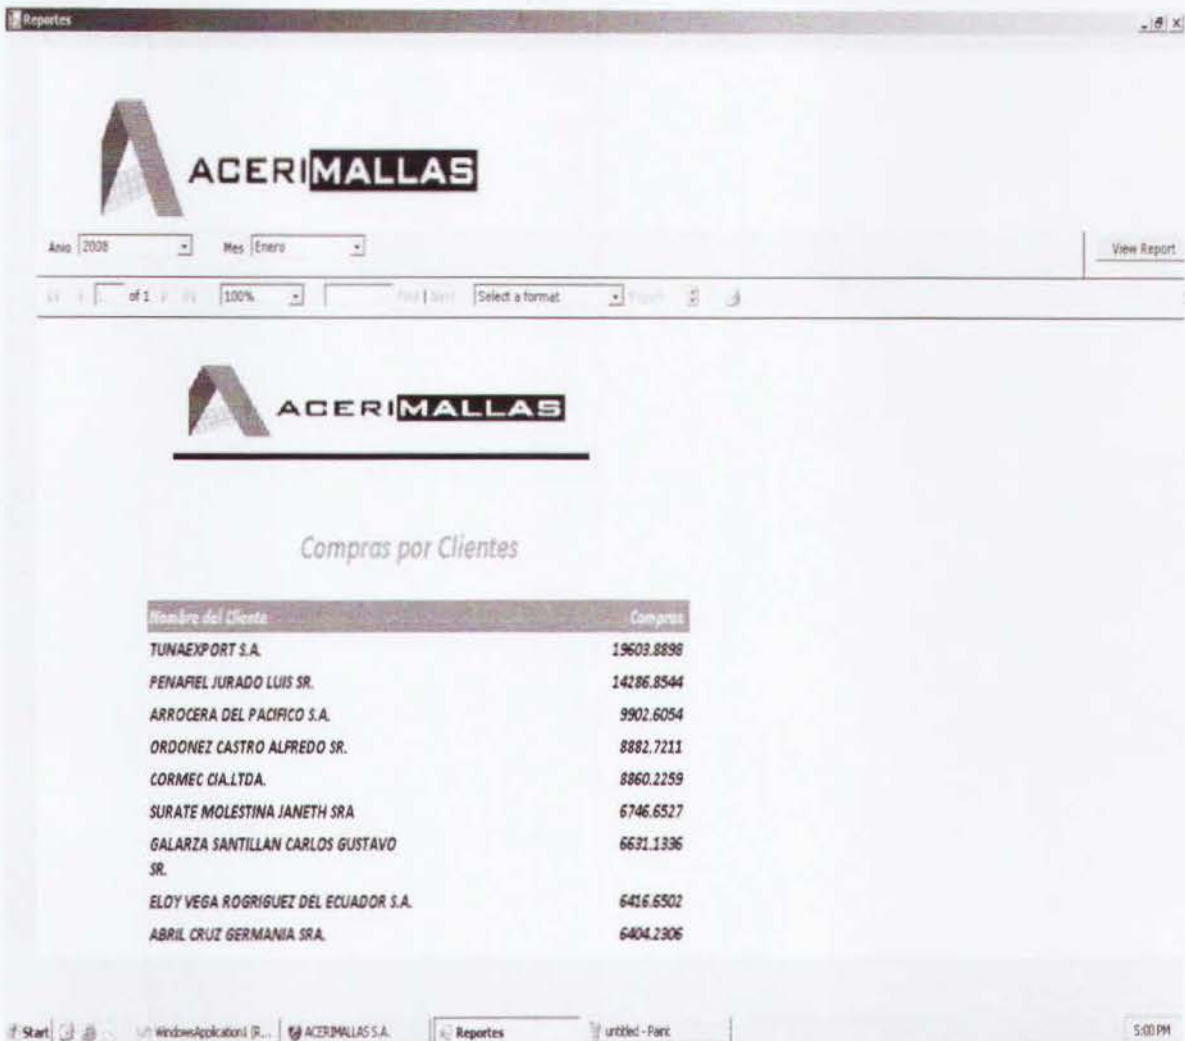 Reportes
ACERIMALLAS
Anio 2008 Mes Enero View Report
of 1 100% Find | Next Select a format Export
ACERIMALLAS
Compras por Clientes
Nombre del Cliente Compras
TUNAEXPORT S.A. 19603.8898
PENAFIEL JURADO LUIS SR. 14286.8544
ARROCERA DEL PACIFICO S.A. 9902.6054
ORDONEZ CASTRO ALFREDO SR. 8882.7211
CORMEC CIA.LTDA. 8860.2259
SURATE MOLESTINA JANETH SRA 6746.6527
GALARZA SANTILLAN CARLOS GUSTAVO 6631.1336
SR.
ELOY VEGA ROGRIGUEZ DEL ECUADOR S.A. 6416.6502
ABRIL CRUZ GERMANIA SRA. 6404.2306
Start WindowsApplication1 (R... ACERIMALLAS S.A. Reportes untitled - Paint 5:00 PM